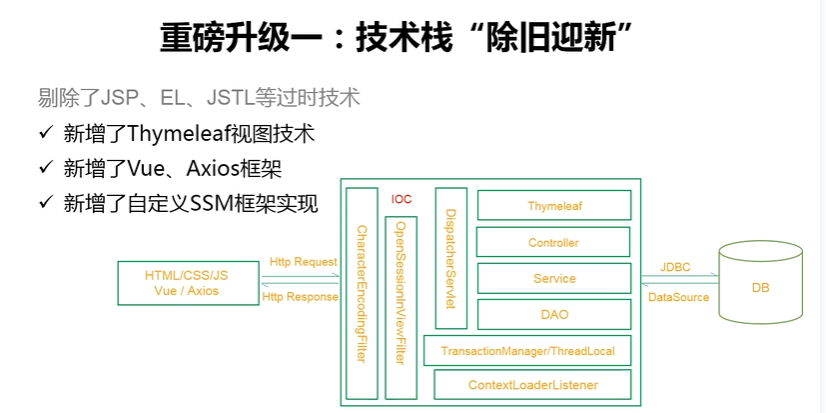 重磅升级一：技术栈“除旧迎新”
剔除了JSP、EL、JSTL等过时技术
✓ 新增了Thymeleaf视图技术
✓ 新增了Vue、Axios框架
✓ 新增了自定义SSM框架实现
HTML/CSS/JS
Vue / Axios
Http Request
Http Response
CharacterEncodingFilter
IOC
OpenSessionInViewFilter
DispatcherServlet
Thymeleaf
Controller
Service
DAO
TransactionManager/ThreadLocal
ContextLoaderListener
JDBC
DataSource
DB